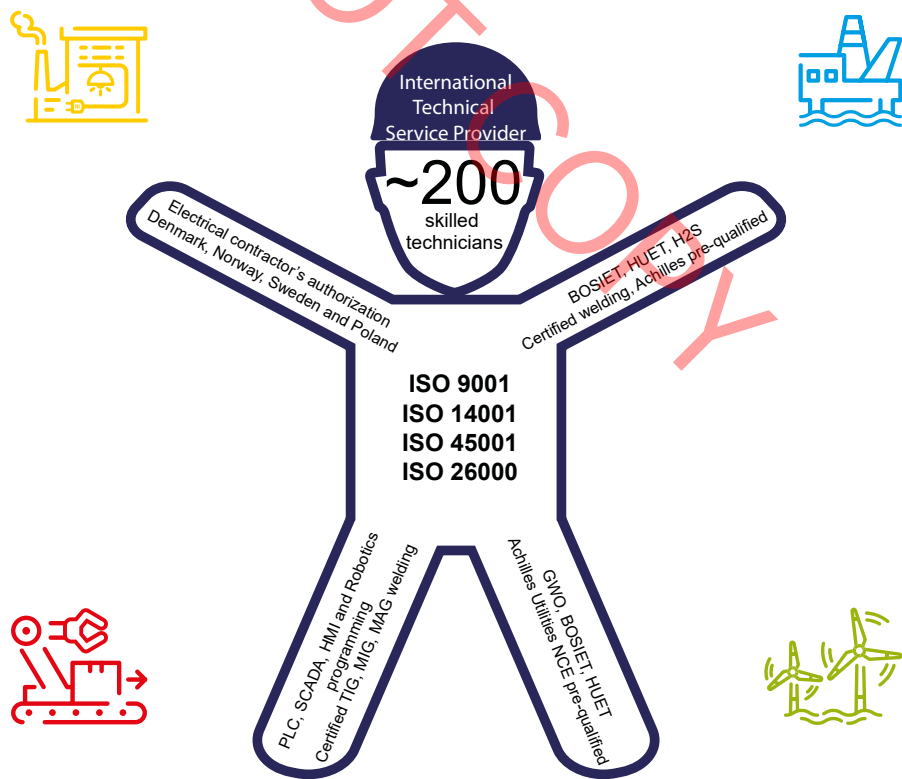 International
Technical
Service Provider
~200
skilled
technicians
Electrical contractor's authorization
Denmark, Norway, Sweden and Poland
BOSIET, HUET, H2S
Certified welding, Achilles pre-qualified
ISO 9001
ISO 14001
ISO 45001
ISO 26000
PLC, SCADA, HMI and Robotics
programming
Certified TIG, MIG, MAG welding
GWO, BOSIET, HUET
Achilles Utilities NCE pre-qualified
OT COPY